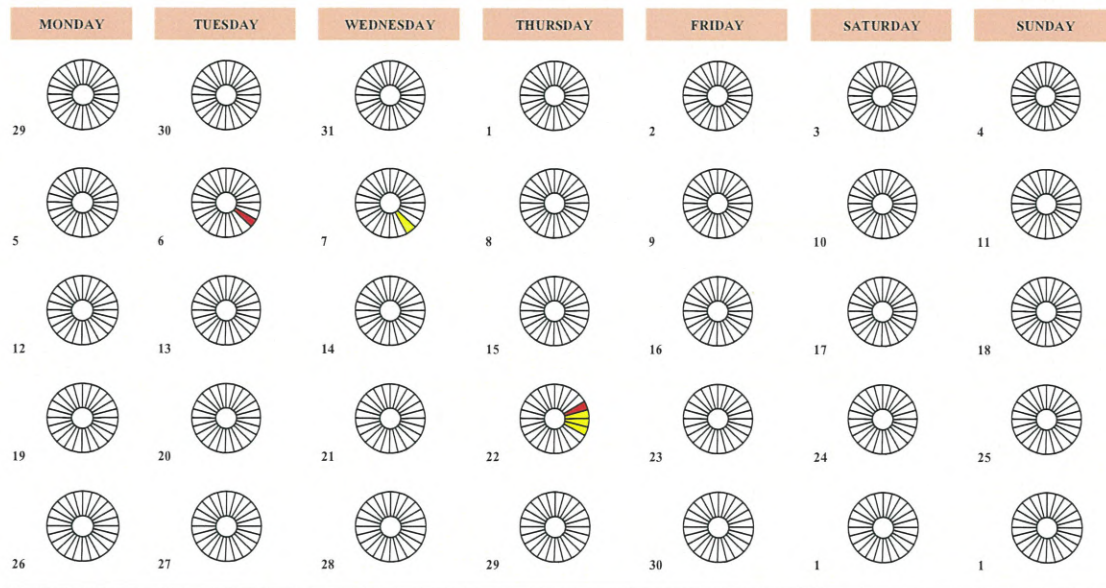 MONDAY TUESDAY WEDNESDAY THURSDAY FRIDAY SATURDAY SUNDAY
29 30 31 1 2 3 4
5 6 7 8 9 10 11
12 13 14 15 16 17 18
19 20 21 22 23 24 25
26 27 28 29 30 1 1